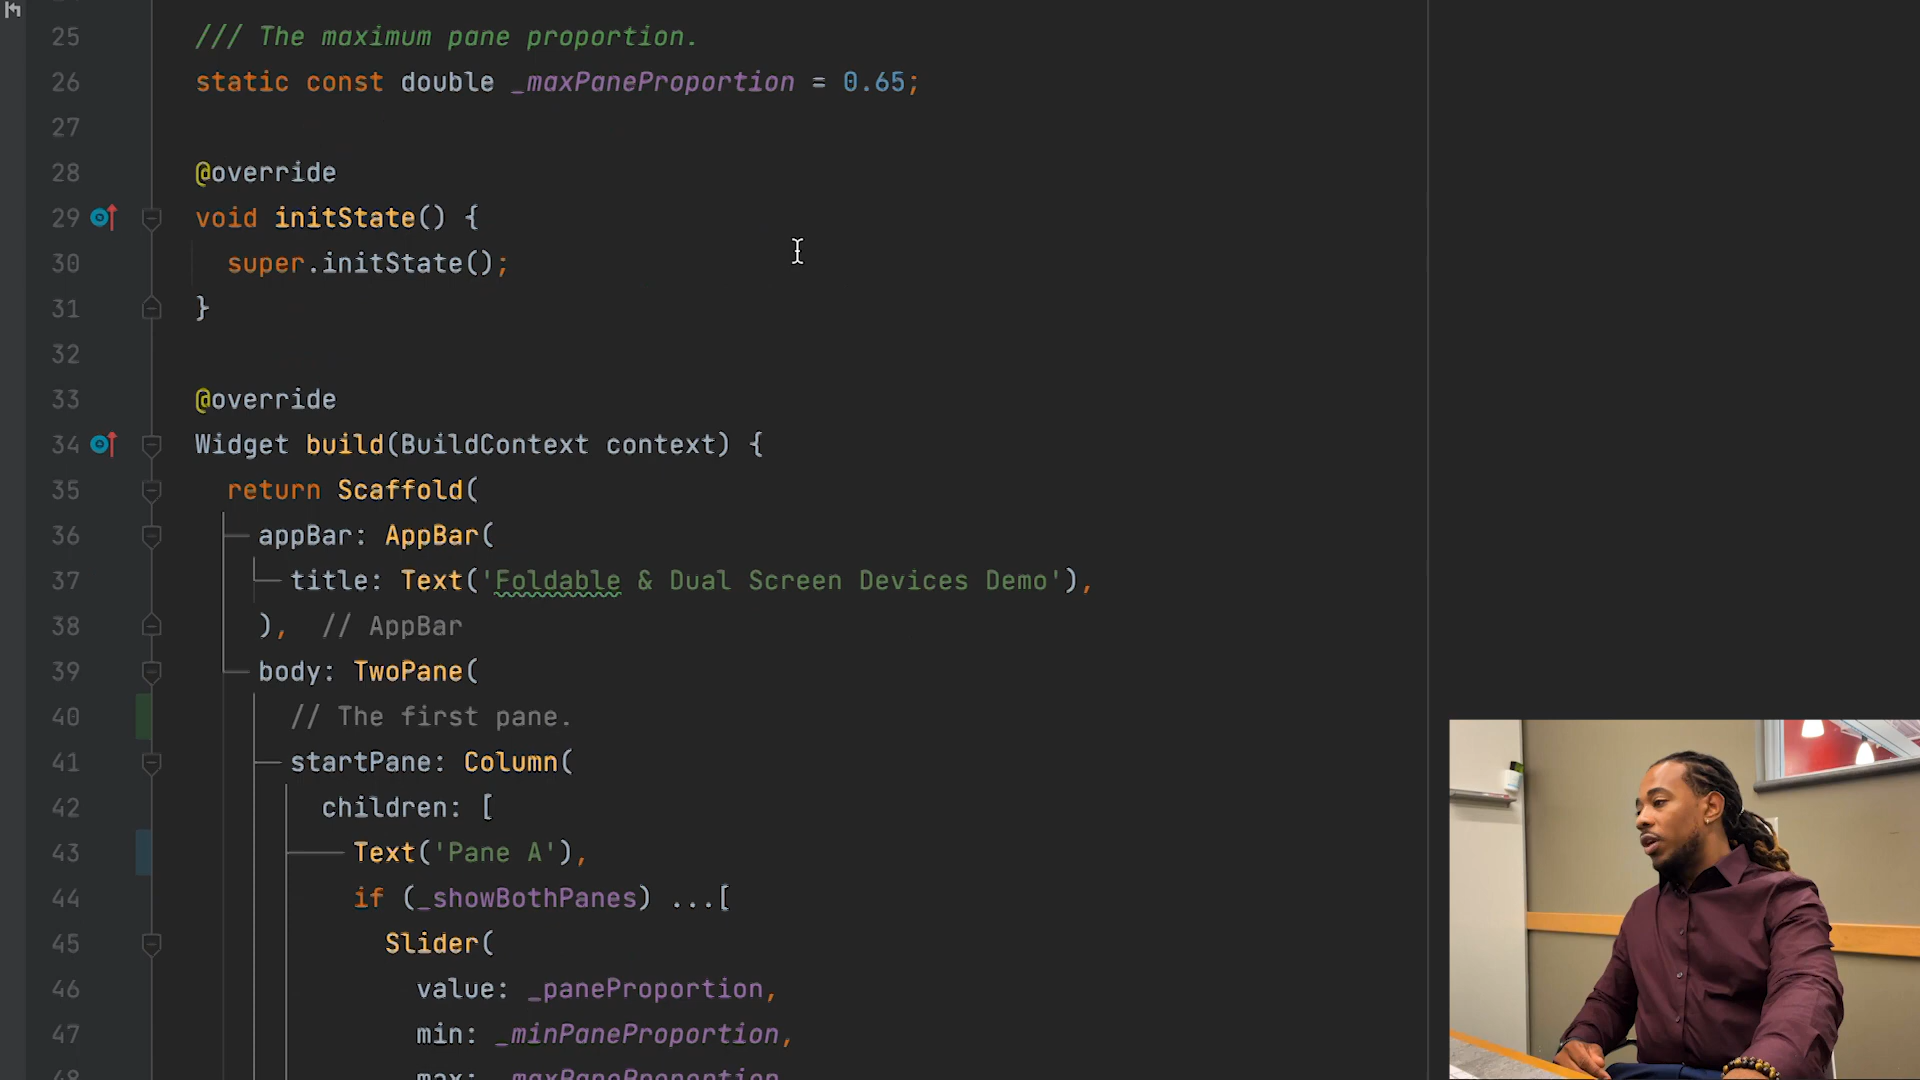 25 /// The maximum pane proportion.
26 static const double _maxPaneProportion = 0.65;
27
28 @override
29 void initState() {
30 super.initState();
31 }
32
33 @override
34 Widget build(BuildContext context) {
35 return Scaffold(
36 appBar: AppBar(
37 title: Text('Foldable & Dual Screen Devices Demo'),
38 ), // AppBar
39 body: TwoPane(
40 // The first pane.
41 startPane: Column(
42 children: [
43 Text('Pane A'),
44 if (_showBothPanes) ...[
45 Slider(
46 value: _paneProportion,
47 min: _minPaneProportion,
48 max: _maxPaneProportion